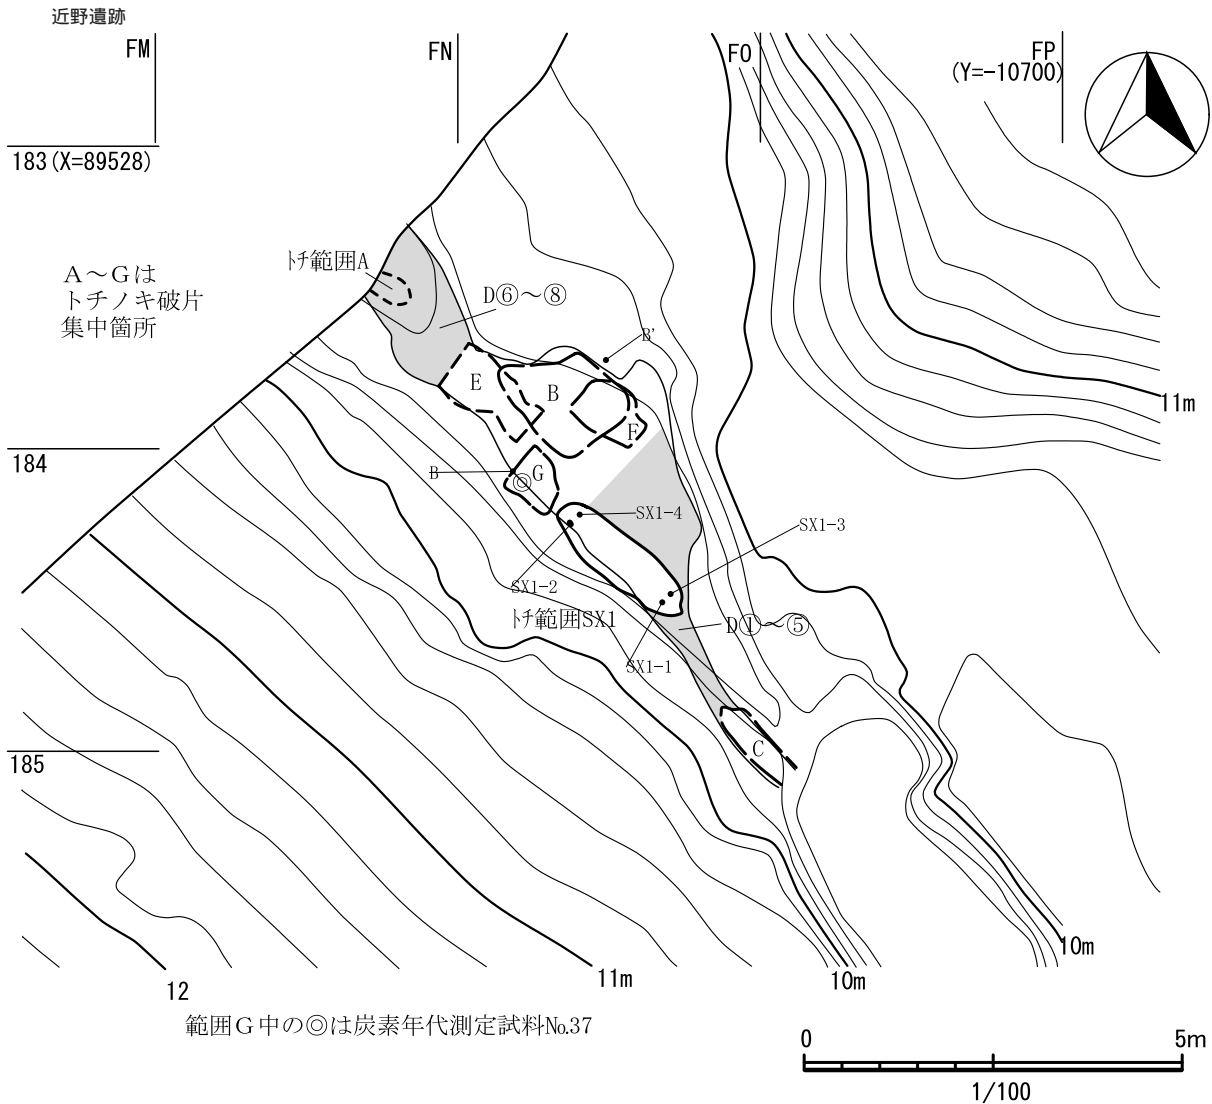 近野遺跡
FM
FN
FO
FP
(Y=-10700)
183(X=89528)
ﾄﾁ範囲A
A～Gは
トチノキ破片
集中箇所
D⑥～⑧
B'
E
B
F
11m
184
B
G
SX1-4
SX1-3
SX1-2
ﾄﾁ範囲SX1
D①～⑤
SX1-1
C
185
10m
12
11m
10m
範囲G中の◎は炭素年代測定試料№37
0
5m
1/100